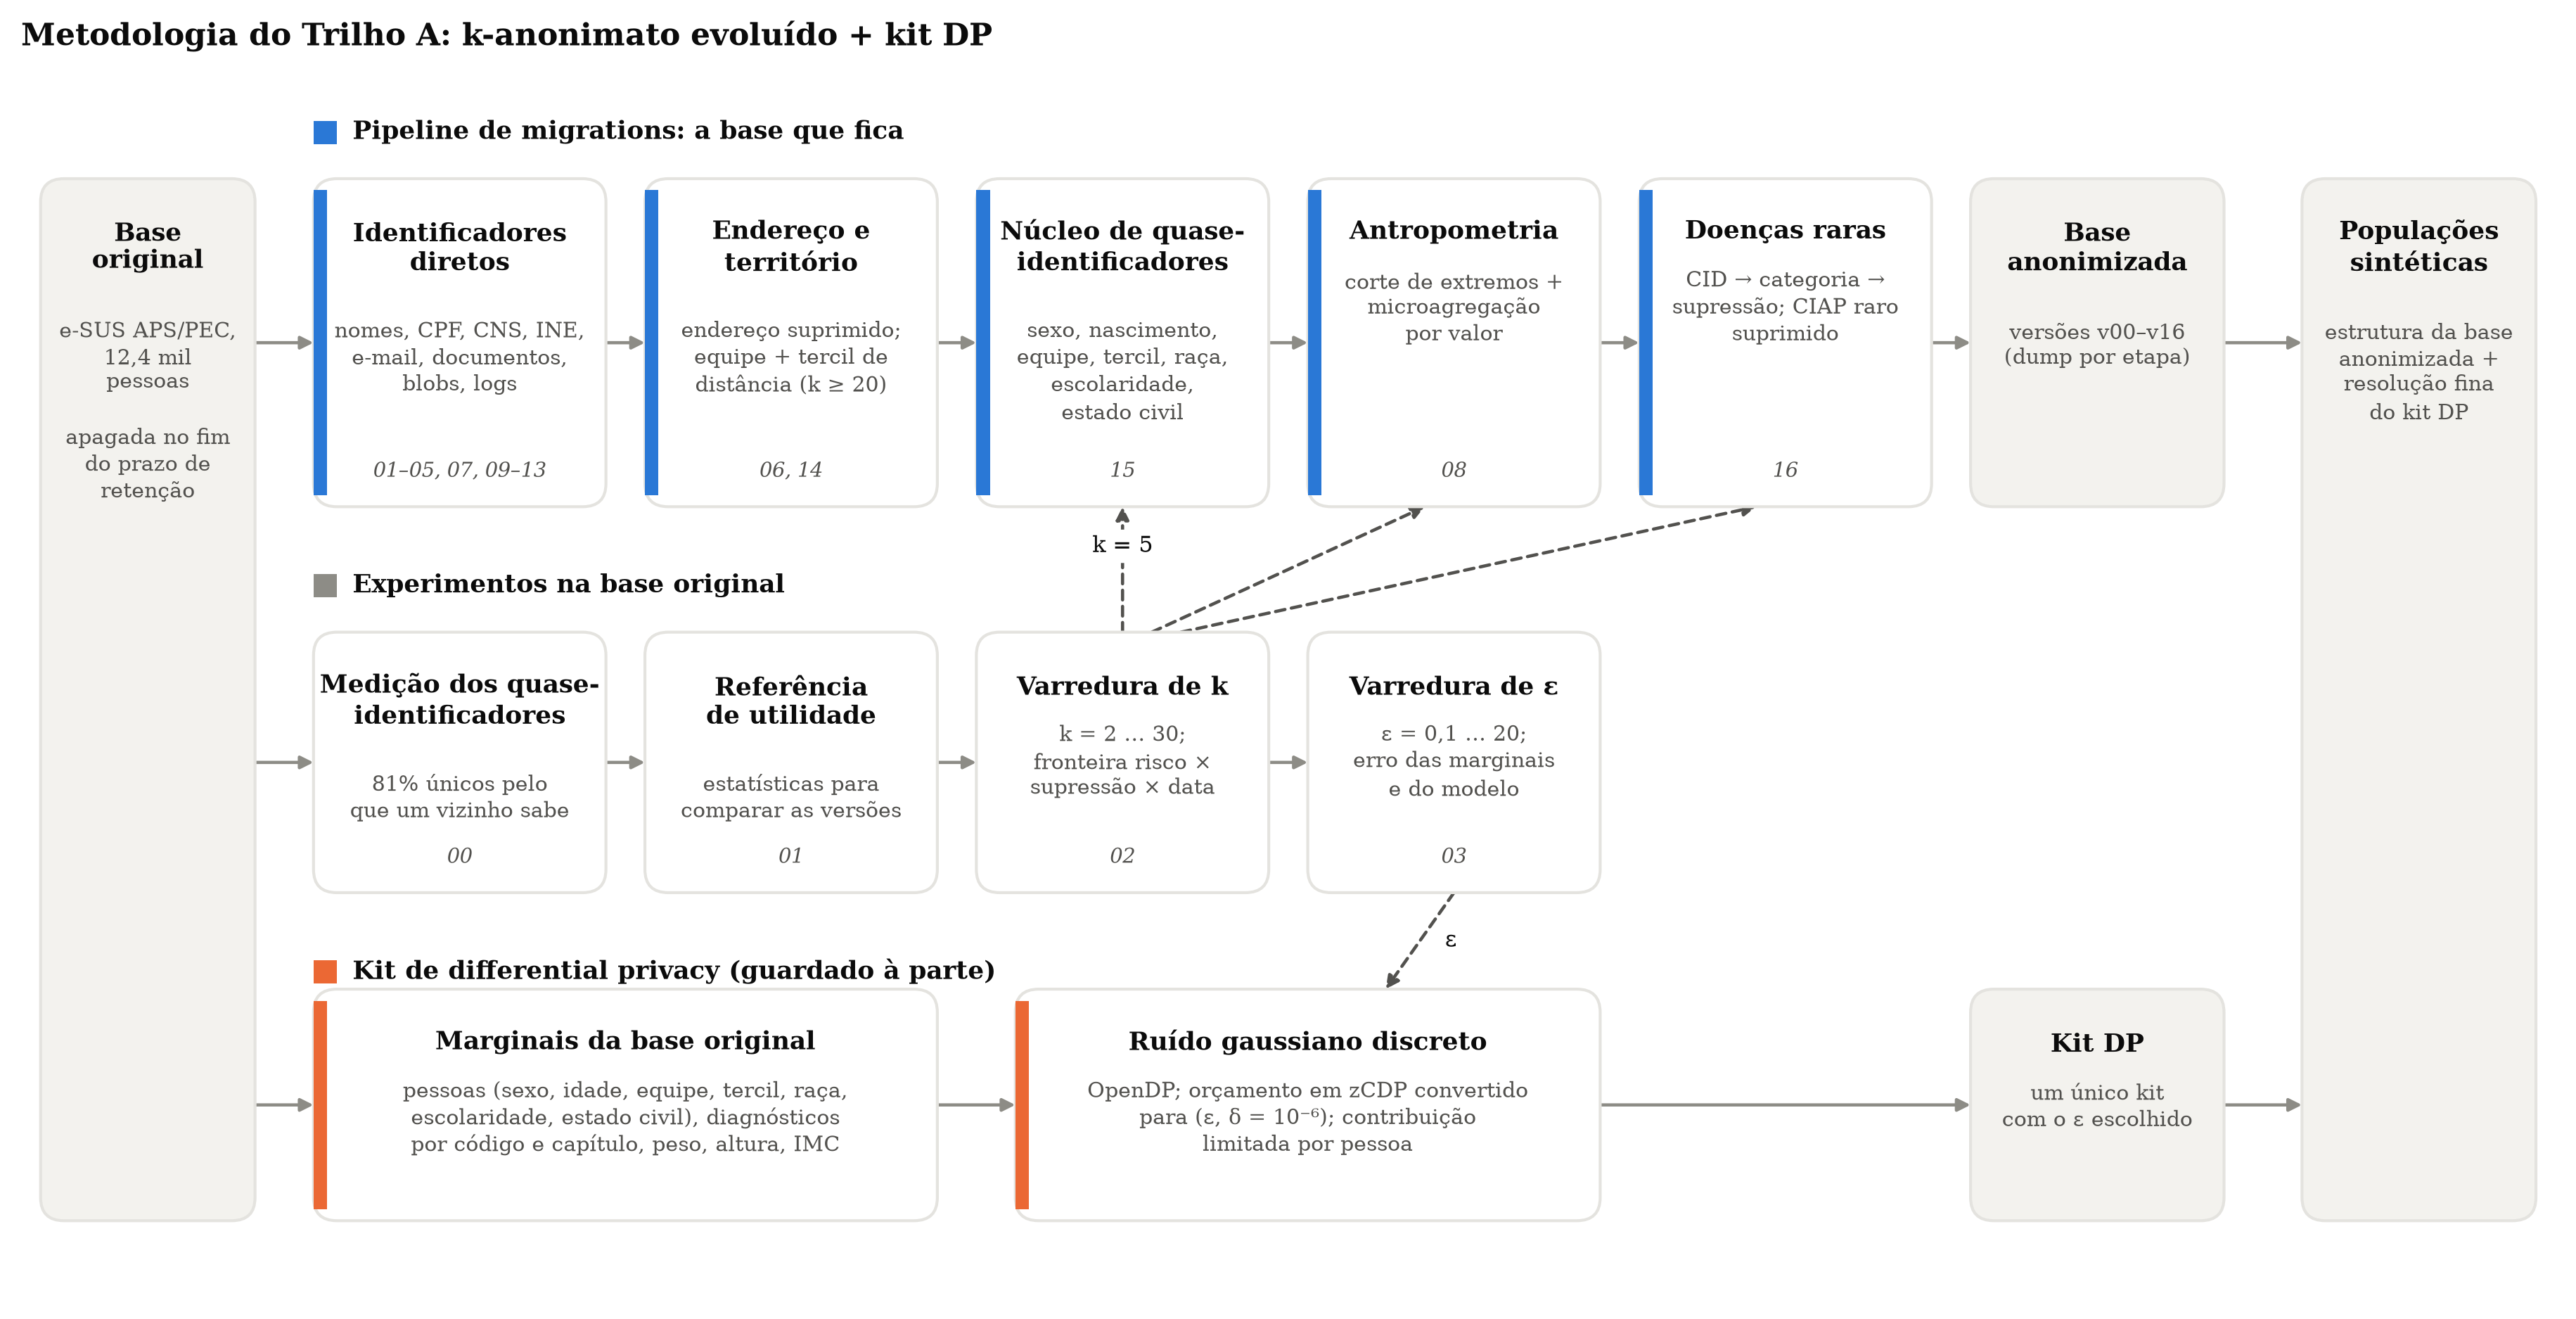 Metodologia do Trilho A: k-anonimato evoluído + kit DP
Pipeline de migrations: a base que fica
Base
original
e-SUS APS/PEC,
12,4 mil
pessoas
apagada no fim
do prazo de
retenção
Identificadores
diretos
nomes, CPF, CNS, INE,
e-mail, documentos,
blobs, logs
01–05, 07, 09–13
Endereço e
território
endereço suprimido;
equipe + tercil de
distância (k ≥ 20)
06, 14
Núcleo de quase-
identificadores
sexo, nascimento,
equipe, tercil, raça,
escolaridade,
estado civil
15
Antropometria
corte de extremos +
microagregação
por valor
08
Doenças raras
CID → categoria →
supressão; CIAP raro
suprimido
16
Base
anonimizada
versões v00–v16
(dump por etapa)
Populações
sintéticas
estrutura da base
anonimizada +
resolução fina
do kit DP
k = 5
Experimentos na base original
Medição dos quase-
identificadores
81% únicos pelo
que um vizinho sabe
00
Referência
de utilidade
estatísticas para
comparar as versões
01
Varredura de k
k = 2 … 30;
fronteira risco ×
supressão × data
02
Varredura de ε
ε = 0,1 … 20;
erro das marginais
e do modelo
03
ε
Kit de differential privacy (guardado à parte)
Marginais da base original
pessoas (sexo, idade, equipe, tercil, raça,
escolaridade, estado civil), diagnósticos
por código e capítulo, peso, altura, IMC
Ruído gaussiano discreto
OpenDP; orçamento em zCDP convertido
para (ε, δ = 10⁻⁶); contribuição
limitada por pessoa
Kit DP
um único kit
com o ε escolhido